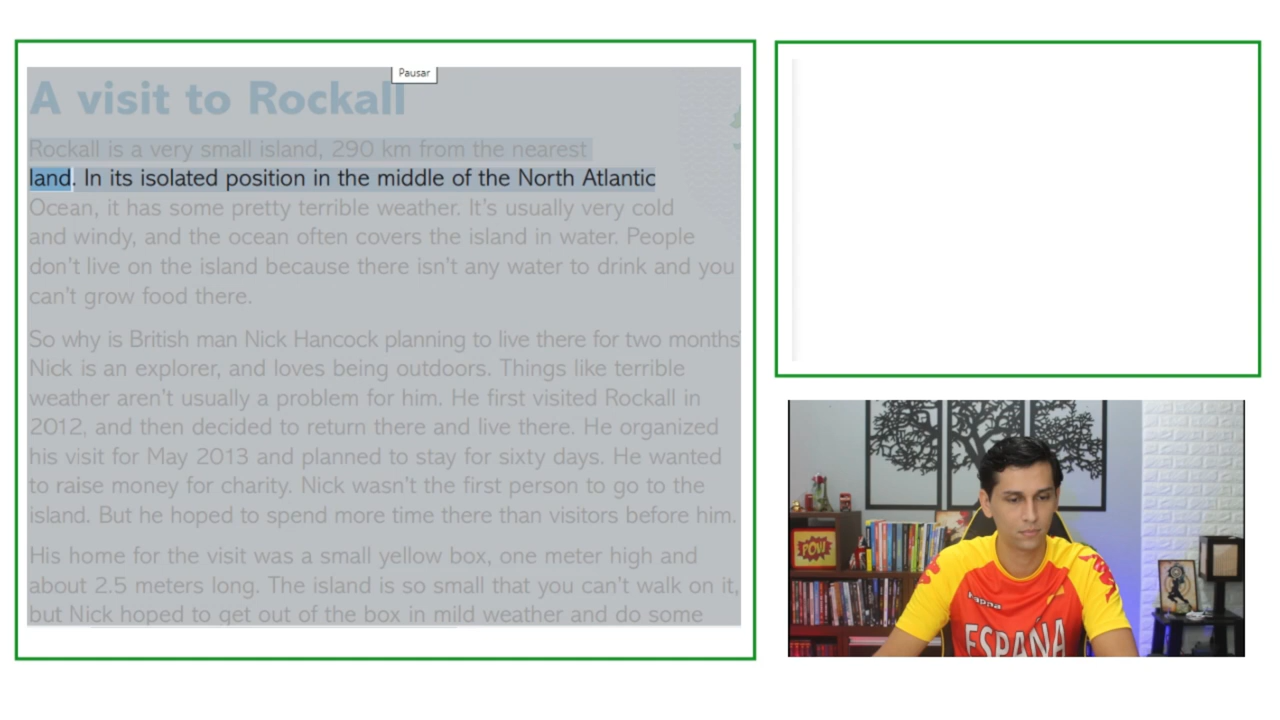 Pausar
A visit to Rockall
Rockall is a very small island, 290 km from the nearest
land. In its isolated position in the middle of the North Atlantic
Ocean, it has some pretty terrible weather. It's usually very cold
and windy, and the ocean often covers the island in water. People
don't live on the island because there isn't any water to drink and you
can't grow food there.
So why is British man Nick Hancock planning to live there for two months
Nick is an explorer, and loves being outdoors. Things like terrible
weather aren't usually a problem for him. He first visited Rockall in
2012, and then decided to return there and live there. He organized
his visit for May 2013 and planned to stay for sixty days. He wanted
to raise money for charity. Nick wasn't the first person to go to the
island. But he hoped to spend more time there than visitors before him.
His home for the visit was a small yellow box, one meter high and
about 2.5 meters long. The island is so small that you can't walk on it,
but Nick hoped to get out of the box in mild weather and do some
POW
Kappa
ESPAÑA